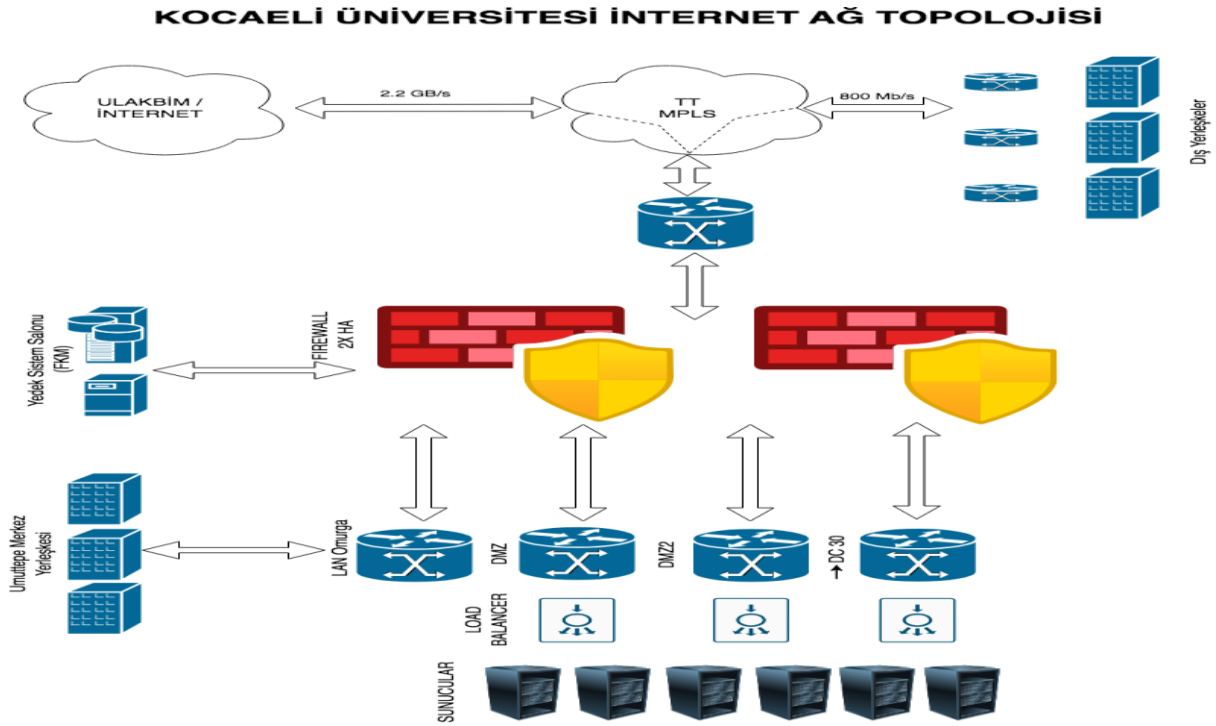 KOCAELİ ÜNİVERSİTESİ İNTERNET AĞ TOPOLOJİSİ
ULAKBİM /
İNTERNET
2.2 GB/s
TT
MPLS
800 Mb/s
Dış Yerleşkeler
Yedek Sistem Salonu
(FKM)
FIREWALL
2X HA
Umuttepe Merkez
Yerleşkesi
LAN Omurga
DMZ
DMZ2
DC 30
LOAD
BALANCER
SUNUCULAR